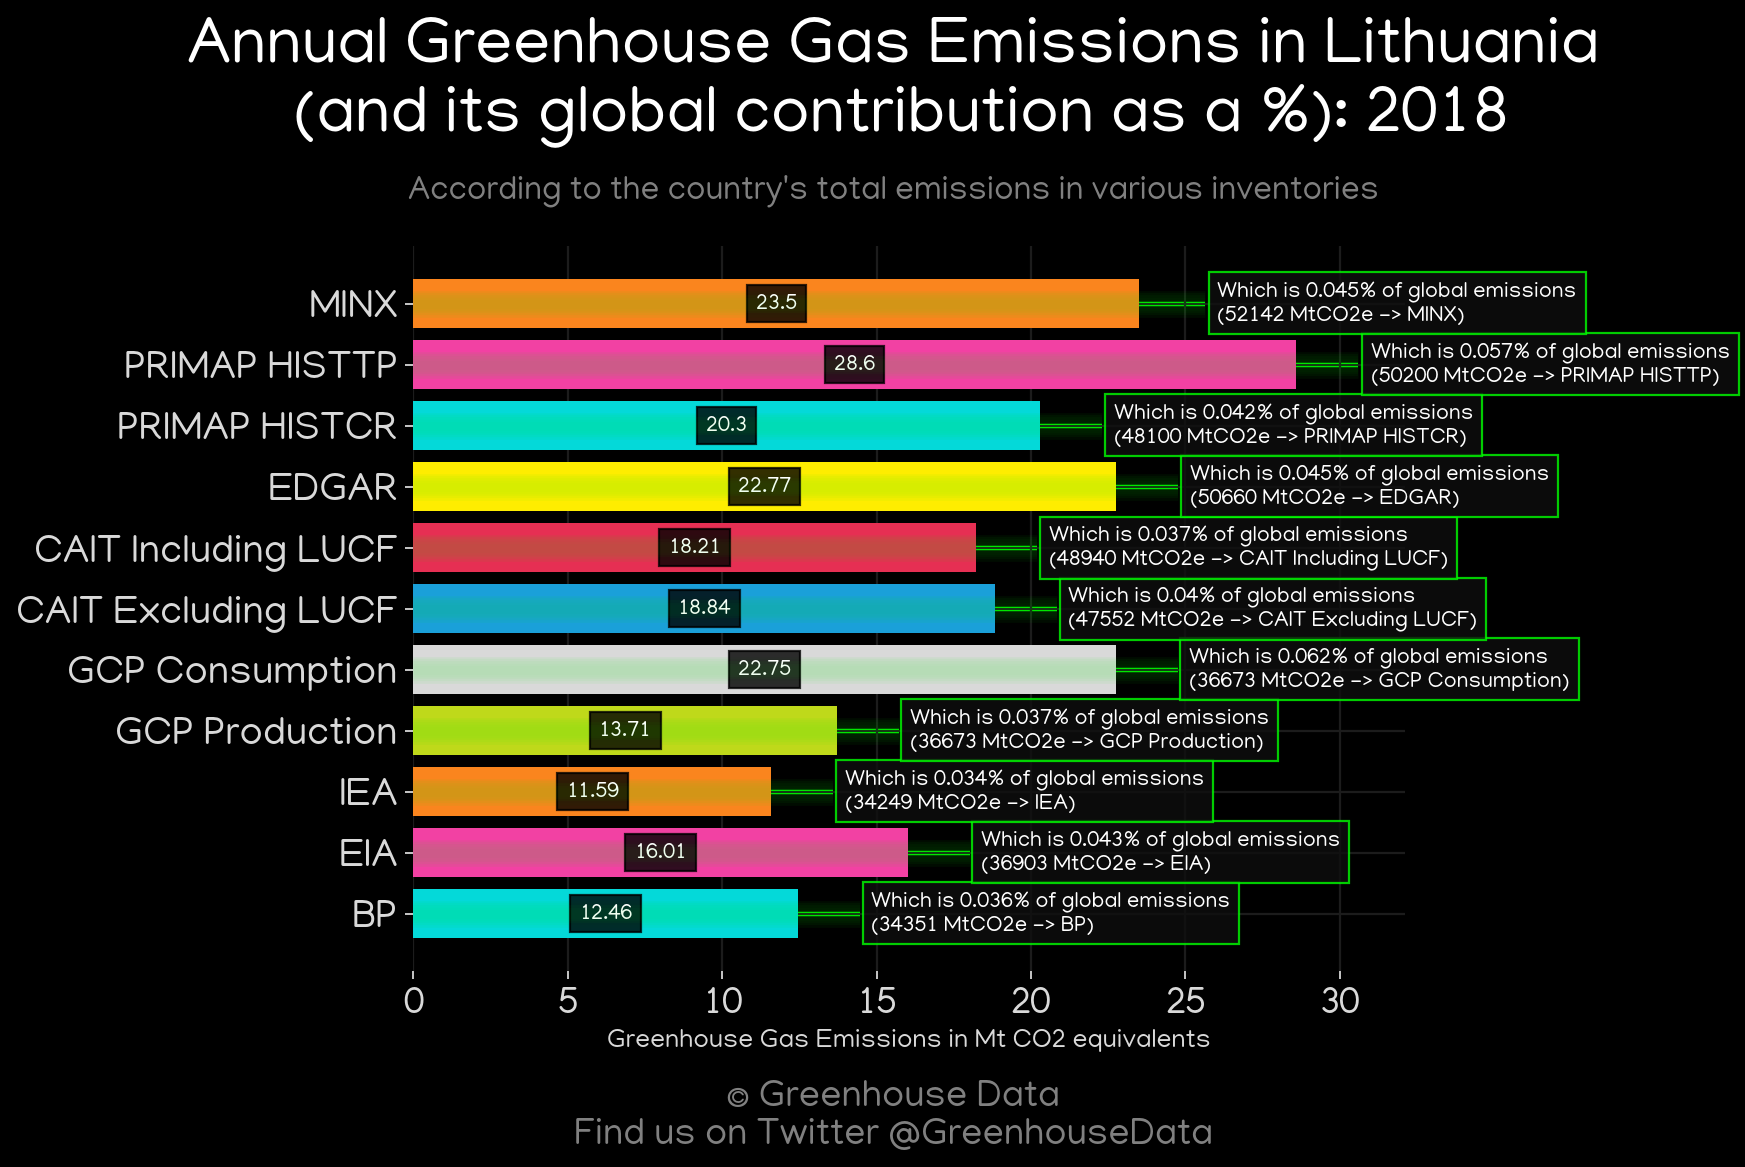 Annual Greenhouse Gas Emissions in Lithuania
(and its global contribution as a %): 2018
According to the country's total emissions in various inventories
MINX
23.5
Which is 0.045% of global emissions
(52142 MtCO2e -> MINX)
PRIMAP HISTTP
28.6
Which is 0.057% of global emissions
(50200 MtCO2e -> PRIMAP HISTTP)
PRIMAP HISTCR
20.3
Which is 0.042% of global emissions
(48100 MtCO2e -> PRIMAP HISTCR)
EDGAR
22.77
Which is 0.045% of global emissions
(50660 MtCO2e -> EDGAR)
CAIT Including LUCF
18.21
Which is 0.037% of global emissions
(48940 MtCO2e -> CAIT Including LUCF)
CAIT Excluding LUCF
18.84
Which is 0.04% of global emissions
(47552 MtCO2e -> CAIT Excluding LUCF)
GCP Consumption
22.75
Which is 0.062% of global emissions
(36673 MtCO2e -> GCP Consumption)
GCP Production
13.71
Which is 0.037% of global emissions
(36673 MtCO2e -> GCP Production)
IEA
11.59
Which is 0.034% of global emissions
(34249 MtCO2e -> IEA)
EIA
16.01
Which is 0.043% of global emissions
(36903 MtCO2e -> EIA)
BP
12.46
Which is 0.036% of global emissions
(34351 MtCO2e -> BP)
0 5 10 15 20 25 30
Greenhouse Gas Emissions in Mt CO2 equivalents
© Greenhouse Data
Find us on Twitter @GreenhouseData